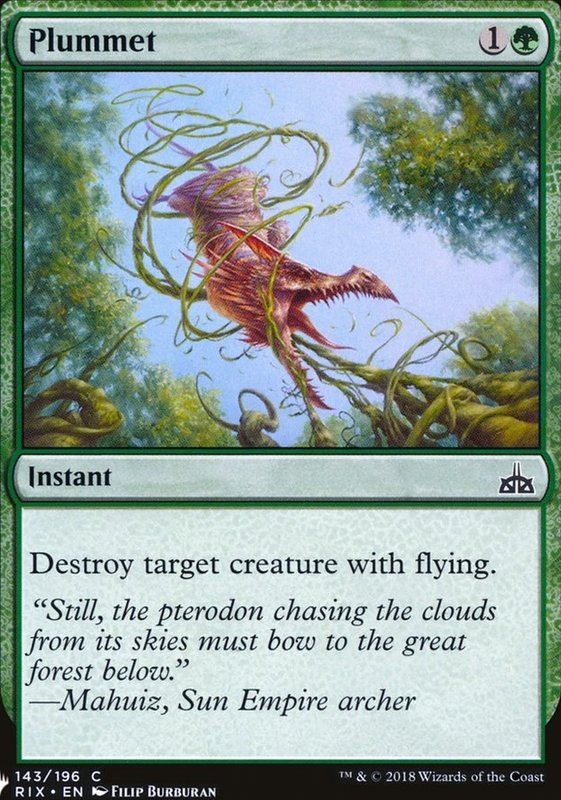 Plummet 1
Instant
Destroy target creature with flying.
“Still, the pterodon chasing the clouds
from its skies must bow to the great
forest below.”
—Mahuiz, Sun Empire archer
143/196 C
RIX • EN Filip Burburan
™ & © 2018 Wizards of the Coast